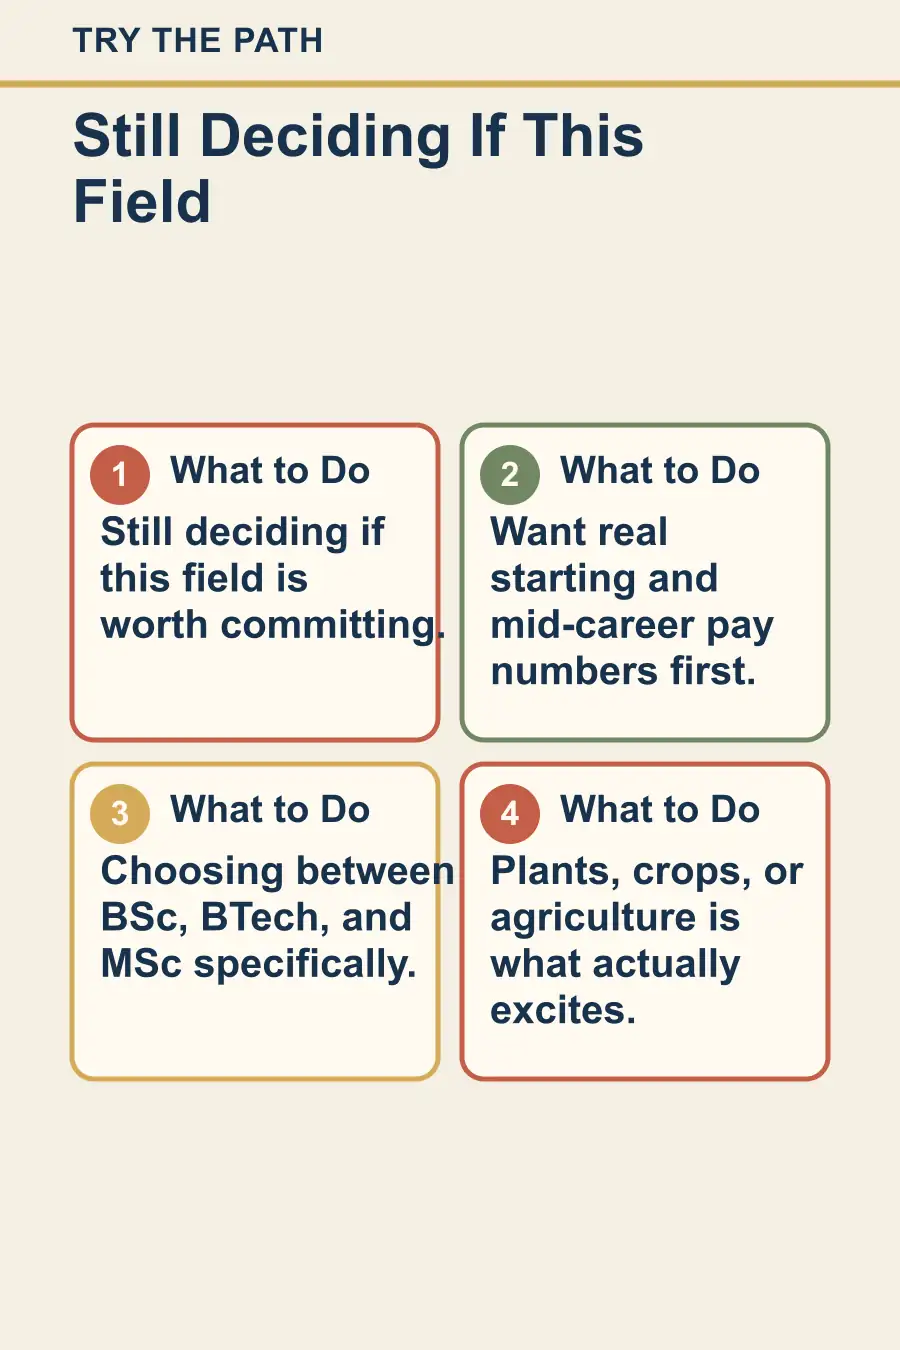 TRY THE PATH
Still Deciding If This
Field
1 What to Do
Still deciding if
this field is
worth committing.
2 What to Do
Want real
starting and
mid-career pay
numbers first.
3 What to Do
Choosing between
BSc, BTech, and
MSc specifically.
4 What to Do
Plants, crops, or
agriculture is
what actually
excites.